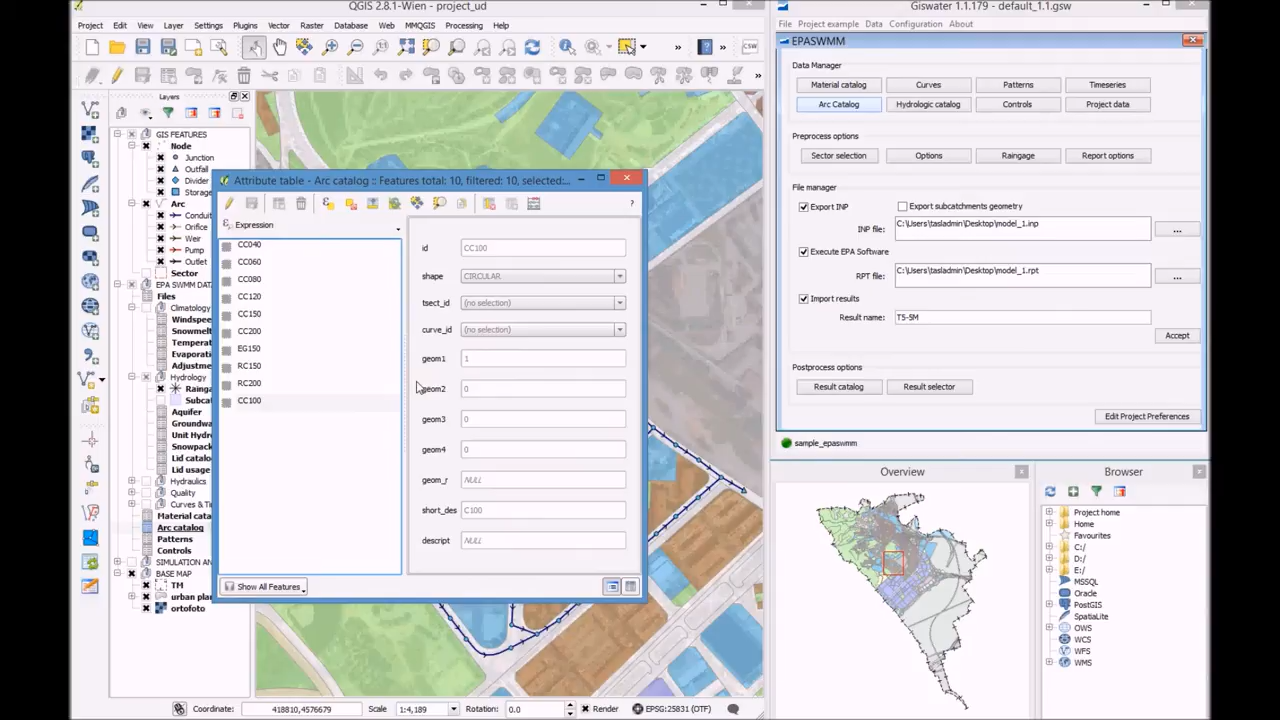 QGIS 2.8.1-Wien - project_ud
Project Edit View Layer Settings Plugins Vector Raster Database Web MMQGIS Processing Help
»
CSW
»
Layers
GIS FEATURES
Node
Junction
Outfall
Divider
Storage
Arc
Conduit
Orifice
Weir
Pump
Outlet
Sector
EPA SWMM DAT
Files
Climatology
Windspee
Snowmelt
Tempera
Evaporat
Adjustme
Hydrology
Rainga
Subcat
Aquifer
Groundwa
Unit Hydro
Snowpack
Lid catalo
Lid usage
Hydraulics
Quality
Curves & Ti
Material cata
Arc catalog
Patterns
Controls
SIMULATION AN
BASE MAP
TM
urban plan
ortofoto
Attribute table - Arc catalog :: Features total: 10, filtered: 10, selected:...
?
Expression
CC040
CC060
CC080
CC120
CC150
CC200
EG150
RC150
RC200
CC100
id CC100
shape CIRCULAR
tsect_id (no selection)
curve_id (no selection)
geom1 1
geom2 0
geom3 0
geom4 0
geom_r NULL
short_des C100
descript NULL
Show All Features
Coordinate: 418810,4576679 Scale 1:4,189 Rotation: 0.0 Render EPSG:25831 (OTF)
Giswater 1.1.179 - default_1.1.gsw
File Project example Data Configuration About
EPASWMM
Data Manager
Material catalog Curves Patterns Timeseries
Arc Catalog Hydrologic catalog Controls Project data
Preprocess options
Sector selection Options Raingage Report options
File manager
Export INP Export subcatchments geometry
INP file: C:\Users\tasladmin\Desktop\model_1.inp ...
Execute EPA Software
RPT file: C:\Users\tasladmin\Desktop\model_1.rpt ...
Import results
Result name: T5-5M
Accept
Postprocess options
Result catalog Result selector
Edit Project Preferences
sample_epaswmm
Overview
Browser
Project home
Home
Favourites
C:/
D:/
E:/
MSSQL
Oracle
PostGIS
SpatiaLite
OWS
WCS
WFS
WMS